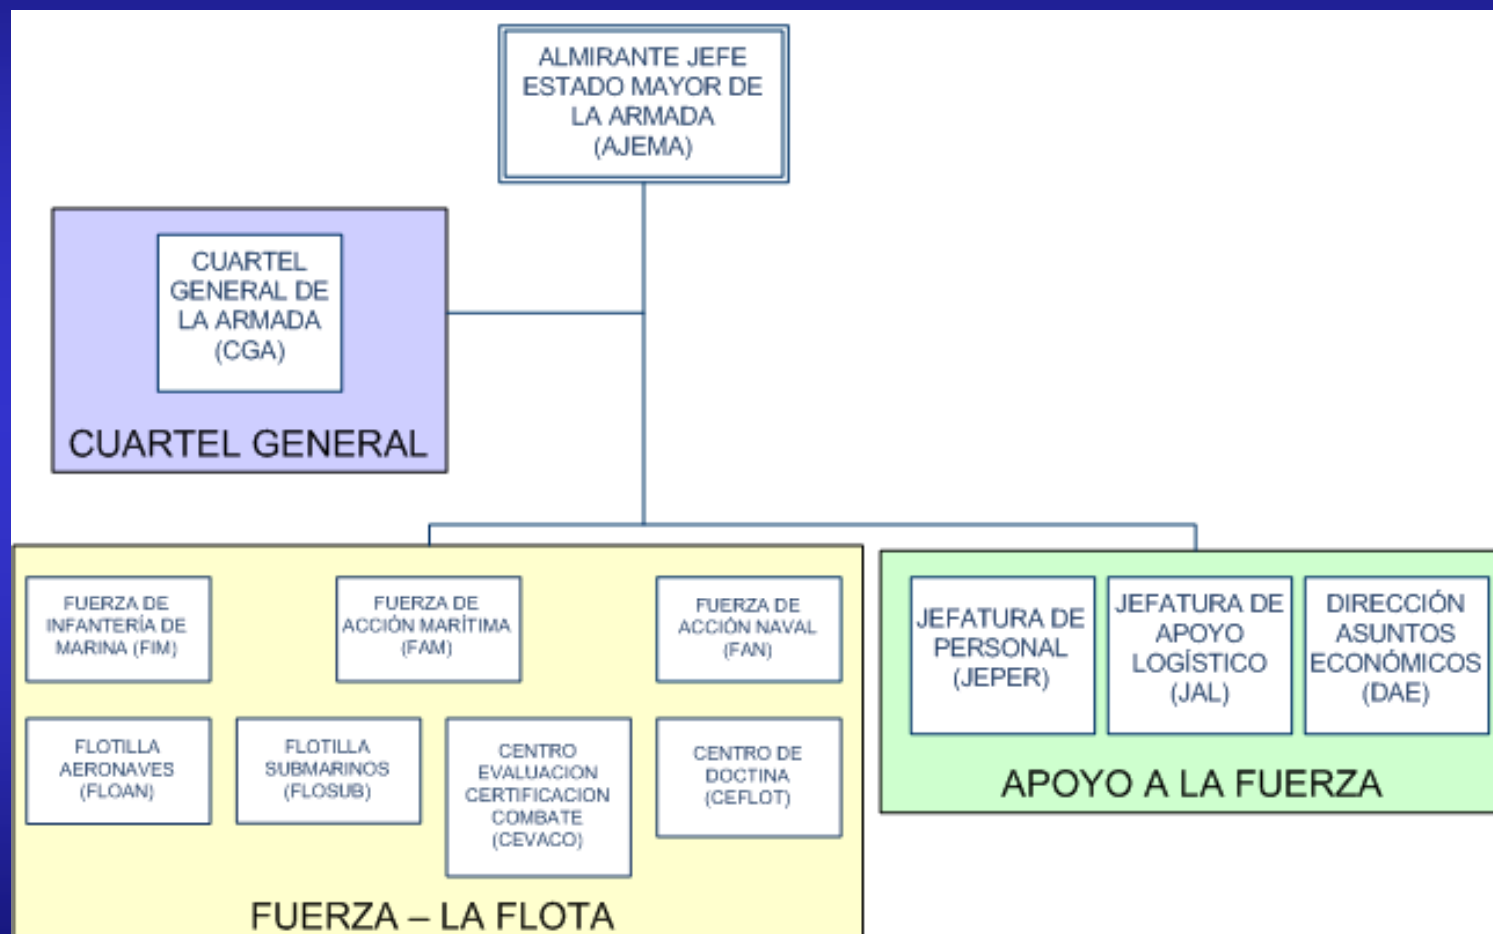 ALMIRANTE JEFE
ESTADO MAYOR DE
LA ARMADA
(AJEMA)
CUARTEL
GENERAL DE
LA ARMADA
(CGA)
CUARTEL GENERAL
FUERZA DE
INFANTERÍA DE
MARINA (FIM)
FUERZA DE
ACCIÓN MARÍTIMA
(FAM)
FUERZA DE
ACCIÓN NAVAL
(FAN)
FLOTILLA
AERONAVES
(FLOAN)
FLOTILLA
SUBMARINOS
(FLOSUB)
CENTRO
EVALUACION
CERTIFICACION
COMBATE
(CEVACO)
CENTRO DE
DOCTINA
(CEFLOT)
FUERZA – LA FLOTA
JEFATURA DE
PERSONAL
(JEPER)
JEFATURA DE
APOYO
LOGÍSTICO
(JAL)
DIRECCIÓN
ASUNTOS
ECONÓMICOS
(DAE)
APOYO A LA FUERZA